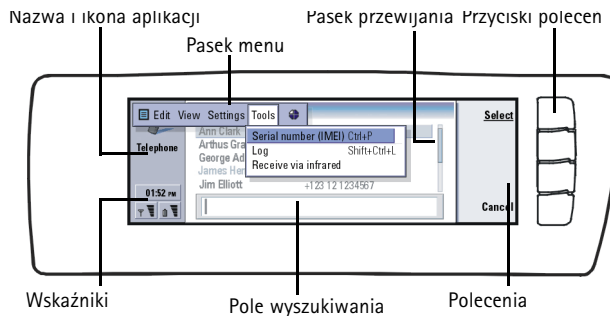 Nazwa i ikona aplikacji
Pasek przewijania
Przyciski poleceń
Pasek menu
Edit View Settings Tools
Select
Ann Clark
Serial number (IMEI) Ctrl+P
Telephone
Arthus Gra
Log Shift+Ctrl+L
George Ad
Receive via infrared
James Hen
Jim Elliott +123 12 1234567
01:52 PM
Cancel
Wskaźniki
Pole wyszukiwania
Polecenia